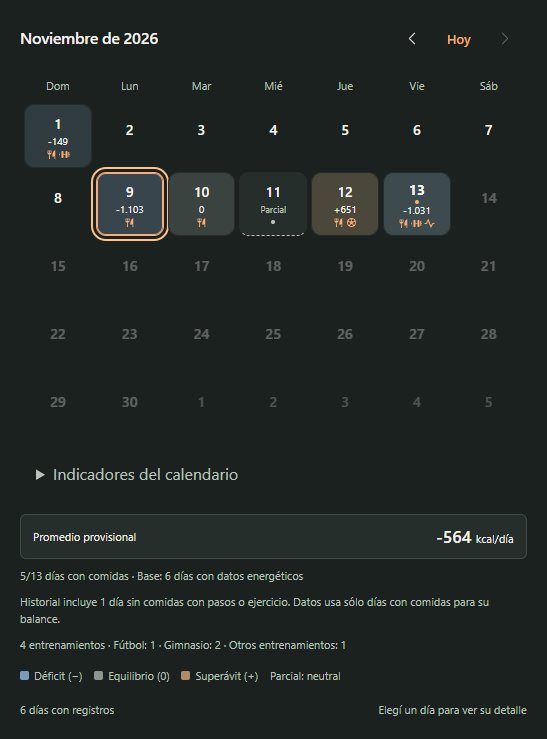 Noviembre de 2026
Hoy
Dom Lun Mar Mié Jue Vie Sáb
1 2 3 4 5 6 7
-149
8 9 10 11 12 13 14
-1.103 0 Parcial +651 -1.031
15 16 17 18 19 20 21
22 23 24 25 26 27 28
29 30 1 2 3 4 5
Indicadores del calendario
Promedio provisional -564 kcal/día
5/13 días con comidas · Base: 6 días con datos energéticos
Historial incluye 1 día sin comidas con pasos o ejercicio. Datos usa sólo días con comidas para su
balance.
4 entrenamientos · Fútbol: 1 · Gimnasio: 2 · Otros entrenamientos: 1
Déficit (−) Equilibrio (0) Superávit (+) Parcial: neutral
6 días con registros Elegí un día para ver su detalle